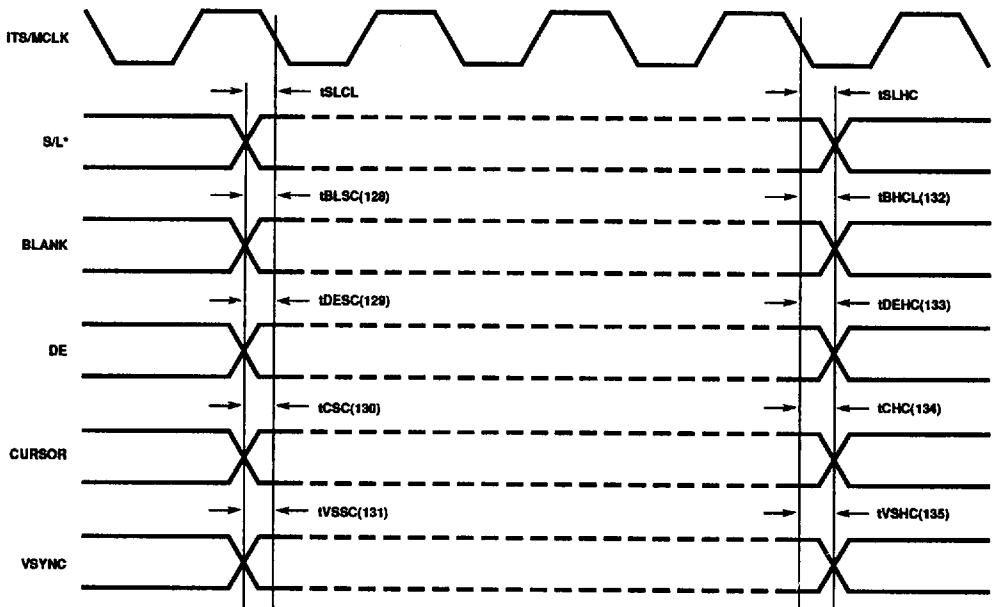 ITS/MCLK
tSLCL
tSLHC
S/L*
tBLSC(128)
tBHCL(132)
BLANK
tDESC(129)
tDEHC(133)
DE
tCSC(130)
tCHC(134)
CURSOR
tVSSC(131)
tVSHC(135)
VSYNC